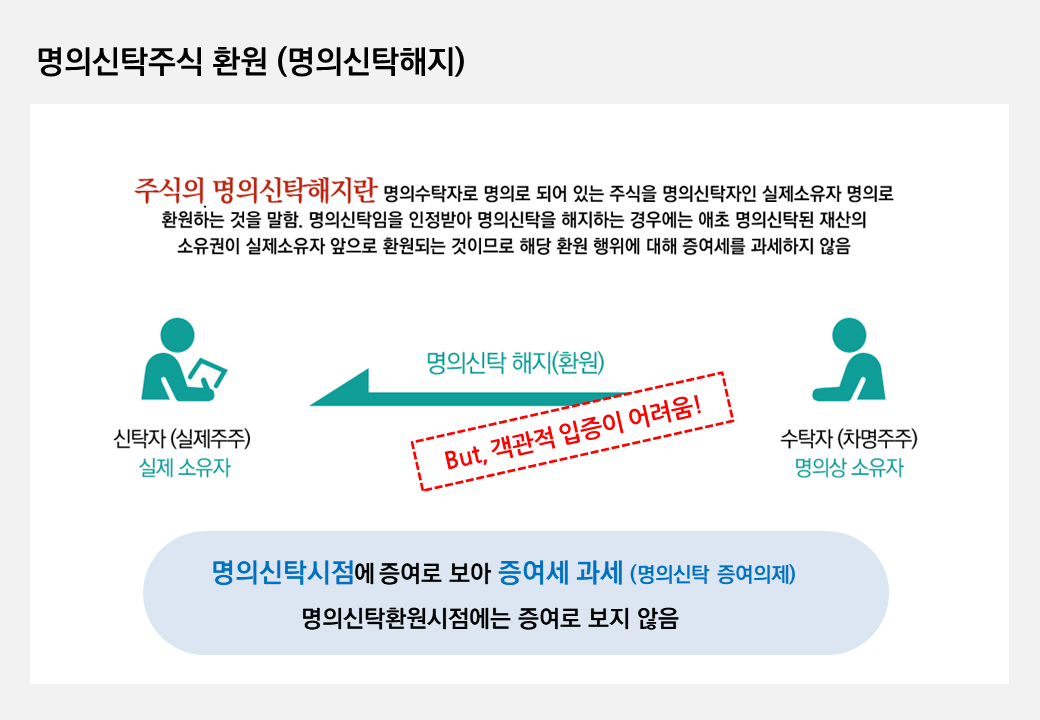 명의신탁주식 환원 (명의신탁해지)
주식의 명의신탁해지란 명의수탁자로 명의로 되어 있는 주식을 명의신탁자인 실제소유자 명의로
환원하는 것을 말함. 명의신탁임을 인정받아 명의신탁을 해지하는 경우에는 애초 명의신탁된 재산의
소유권이 실제소유자 앞으로 환원되는 것이므로 해당 환원 행위에 대해 증여세를 과세하지 않음
명의신탁 해지(환원)
But, 객관적 입증이 어려움!
신탁자 (실제주주)
실제 소유자
수탁자 (차명주주)
명의상 소유자
명의신탁시점에 증여로 보아 증여세 과세 (명의신탁 증여의제)
명의신탁환원시점에는 증여로 보지 않음